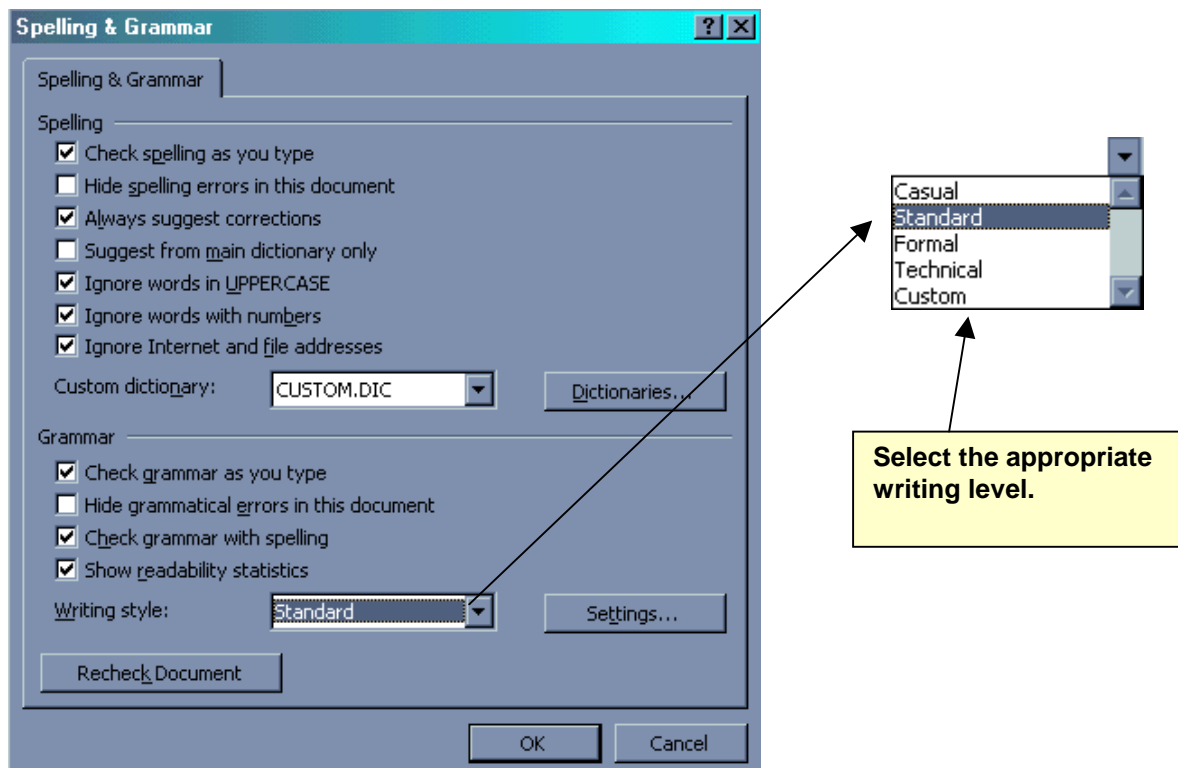 Spelling & Grammar
Spelling & Grammar
Spelling
Check spelling as you type
Hide spelling errors in this document
Always suggest corrections
Suggest from main dictionary only
Ignore words in UPPERCASE
Ignore words with numbers
Ignore Internet and file addresses
Custom dictionary: CUSTOM.DIC Dictionaries...
Grammar
Check grammar as you type
Hide grammatical errors in this document
Check grammar with spelling
Show readability statistics
Writing style: Standard Settings...
Recheck Document
OK Cancel
Casual
Standard
Formal
Technical
Custom
Select the appropriate
writing level.